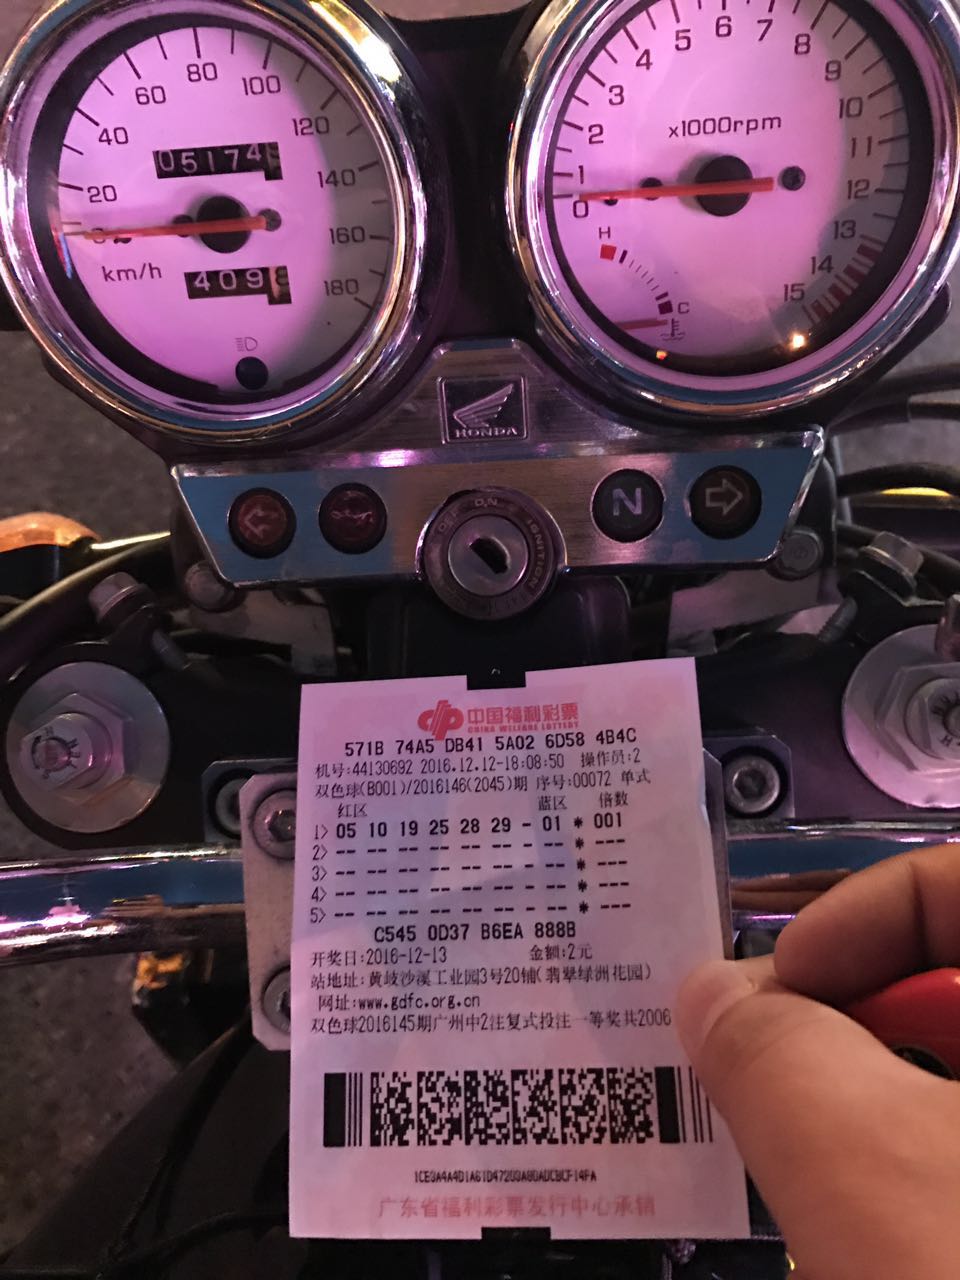 20 40 60 80 100 120 140 160 180
05174
km/h
409
0 1 2 3 4 5 6 7 8 9 10 11 12 13 14 15
x1000rpm
H
C
HONDA
OFF ON IGNITION
N
中国福利彩票
CHINA WELFARE LOTTERY
571B 74A5 DB41 5A02 6D58 4B4C
机号:44130692 2016.12.12-18:08:50 操作员:2
双色球(B001)/2016146(2045)期 序号:00072 单式
红区 蓝区 倍数
1> 05 10 19 25 28 29 - 01 * 001
2> -- -- -- -- -- -- - -- * ---
3> -- -- -- -- -- -- - -- * ---
4> -- -- -- -- -- -- - -- * ---
5> -- -- -- -- -- -- - -- * ---
C545 0D37 B6EA 888B
开奖日:2016-12-13 金额:2元
站地址:黄岐沙溪工业园3号20铺(翡翠绿洲花园)
网址:www.gdfc.org.cn
双色球2016145期广州中2注复式投注一等奖共2006
广东省福利彩票发行中心承销